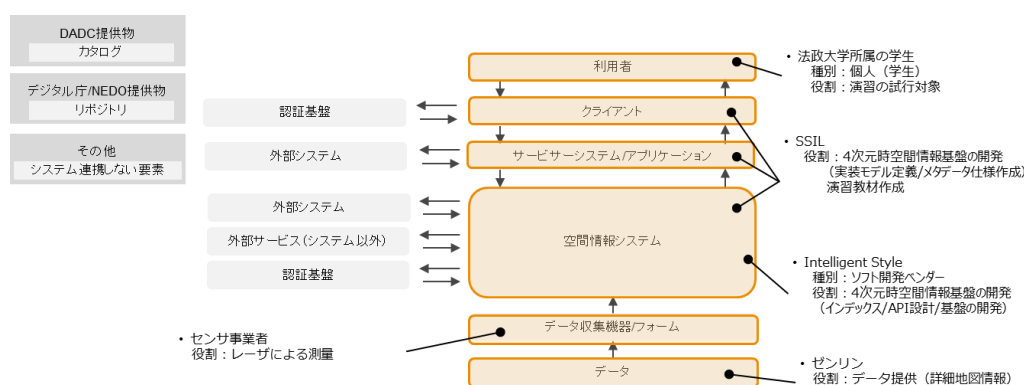 DADC提供物
カタログ
デジタル庁/NEDO提供物
リポジトリ
その他
システム連携しない要素
利用者
クライアント
認証基盤
サービサーシステム/アプリケーション
外部システム
外部システム
外部サービス(システム以外)
認証基盤
空間情報システム
データ収集機器/フォーム
データ
• 法政大学所属の学生
種別：個人（学生）
役割：演習の試行対象
• SSIL
役割：4次元時空間情報基盤の開発
（実装モデル定義/メタデータ仕様作成）
演習教材作成
• Intelligent Style
種別：ソフト開発ベンダー
役割：4次元時空間情報基盤の開発
（インデックス/API設計/基盤の開発）
• センサ事業者
役割：レーザによる測量
• ゼンリン
役割：データ提供（詳細地図情報）